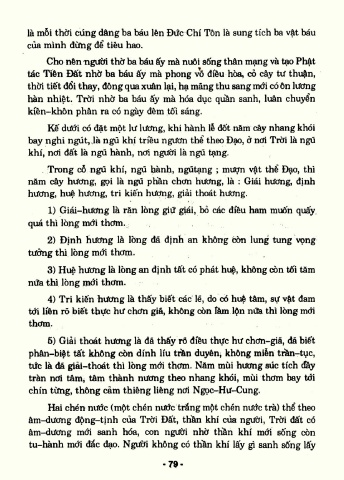 là mỗi thời cúng dâng ba báu lên Đức Chí Tôn là sung tích ba vật báu
của mình đừng để tiêu hao.
Cho nên người thờ ba báu ấy mà nuôi sống thân mạng và tạo Phật
tác Tiên Đất nhờ ba báu ấy mà phong vỗ điều hòa, cỏ cây tư thuận,
thời tiết đổi thay, đông qua xuân lại, hạ mãng thu sang mới có ôn lương
hàn nhiệt. Trời nhờ ba báu ấy mà hóa dục quần sanh, luân chuyển
kiền-khôn phân ra có ngày đêm tối sáng.
Kế dưới có đặt một lư lương, khi hành lễ đốt năm cây nhang khói
bay nghi ngút, là ngũ khí triều ngươn thể theo Đạo, ở nơi Trời là ngũ
khí, nơi đất là ngũ hành, nơi người là ngũ tạng.
Trong cỗ ngũ khí, ngũ hành, ngũ tạng ; mượn vật thể Đạo, thì
năm cây hương, gọi là ngũ phần chơn hương, là : Giái hương, định
hương, huệ hương, tri kiến hương, giải thoát hương.
1) Giái-hương là răn lòng giữ giái, bỏ các điều ham muốn quấy
quá thì lòng mới thơm.
2) Định hương là lòng đã định an không còn lung tung vọng
tưởng thì lòng mới thơm.
3) Huệ hương là lòng an định tất có phát huệ, không còn tối tăm
nữa thì lòng mới thơm.
4) Tri kiến hương là thấy biết các lẽ, do có huệ tâm, sự vật đam
tới liền rõ biết thực hư chơn giả, không còn lầm lộn nữa thì lòng mới
thơm.
5) Giải thoát hương là đã thấy rõ điều thực hư chơn-giả, đã biết
phân-biệt tất không còn dính líu trần duyên, không miễn trần-tục,
tức là đã giải-thoát thì lòng mới thơm. Năm mùi hương súc tích đầy
tràn nơi tâm, tâm thành nương theo nhang khói, mùi thơm bay tới
chín từng, thông cảm thiêng liêng nơi Ngọc-Hư-Cung.
Hai chén nước (một chén nước trắng một chén nước trà) thể theo
âm-dương động-tịnh của Trời Đất, thần khí của người, Trời đất có
âm-dương mới sanh hóa, con người nhờ thần khí mới sống còn
tu-hành mới đắc đạo. Người không có thần khí lấy gì sanh sống lấy
- 79 -